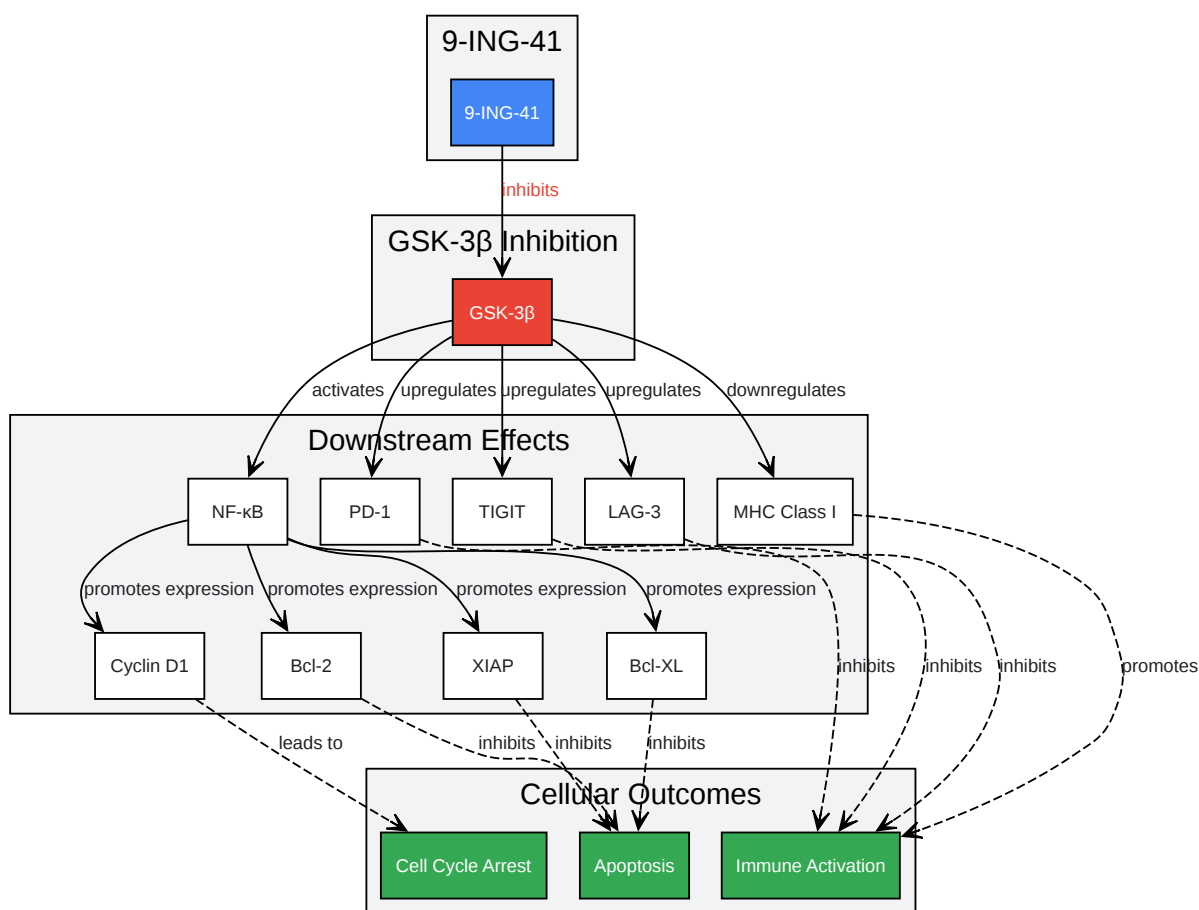 9-ING-41
9-ING-41
inhibits
GSK-3β Inhibition
GSK-3β
activates
upregulates
upregulates
upregulates
downregulates
Downstream Effects
NF-κB
PD-1
TIGIT
LAG-3
MHC Class I
promotes expression
promotes expression
promotes expression
promotes expression
Cyclin D1
Bcl-2
XIAP
Bcl-XL
inhibits
inhibits
inhibits
promotes
leads to
inhibits
inhibits
inhibits
Cellular Outcomes
Cell Cycle Arrest
Apoptosis
Immune Activation